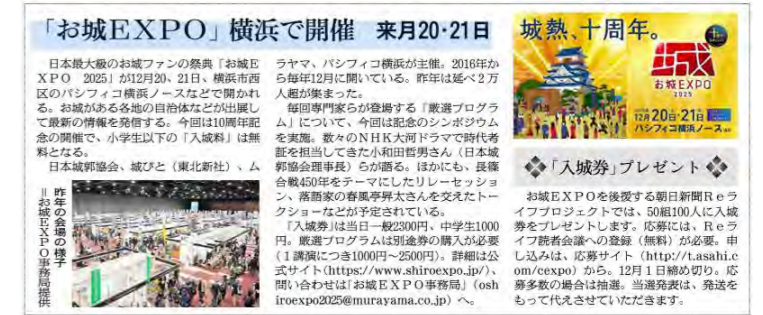 「お城EXPO」横浜で開催 来月20・21日
日本最大級のお城ファンの祭典「お城E
XPO 2025」が12月20、21日、横浜市西
区のパシフィコ横浜ノースなどで開かれ
る。お城がある各地の自治体などが出展し
て最新の情報を発信する。今回は10周年記
念の開催で、小学生以下の「入城料」は無
料となる。
日本城郭協会、城びと（東北新社）、ム
ラヤマ、パシフィコ横浜が主催。2016年か
ら毎年12月に開いている。昨年は延べ2万
人超が集まった。
毎回専門家らが登場する「厳選プログラ
ム」について、今回は記念のシンポジウム
を実施。数々のNHK大河ドラマで時代考
証を担当してきた小和田哲男さん（日本城
郭協会理事長）らが語る。ほかにも、長篠
合戦450年をテーマにしたリレーセッショ
ン、落語家の春風亭昇太さんを交えたトー
クショーなどが予定されている。
「入城券」は当日一般2300円、中学生1000
円。厳選プログラムは別途券の購入が必要
（1講演につき1000円～2500円）。詳細は公
式サイト（https://www.shiroexpo.jp/）、
問い合わせは「お城EXPO事務局」（osh
iroexpo2025@murayama.co.jp）へ。
昨年の会場の様子
＝お城EXPO事務局提供
城熱、十周年。
城
お城EXPO
2025
12月20日・21日
パシフィコ横浜ノース
「入城券」プレゼント
お城EXPOを後援する朝日新聞Reラ
イフプロジェクトでは、50組100人に入城
券をプレゼントします。応募には、Reラ
イフ読者会議への登録（無料）が必要。申
し込みは、応募サイト（http://t.asahi.c
om/cexpo）から。12月1日締め切り。応
募多数の場合は抽選。当選発表は、発送を
もって代えさせていただきます。